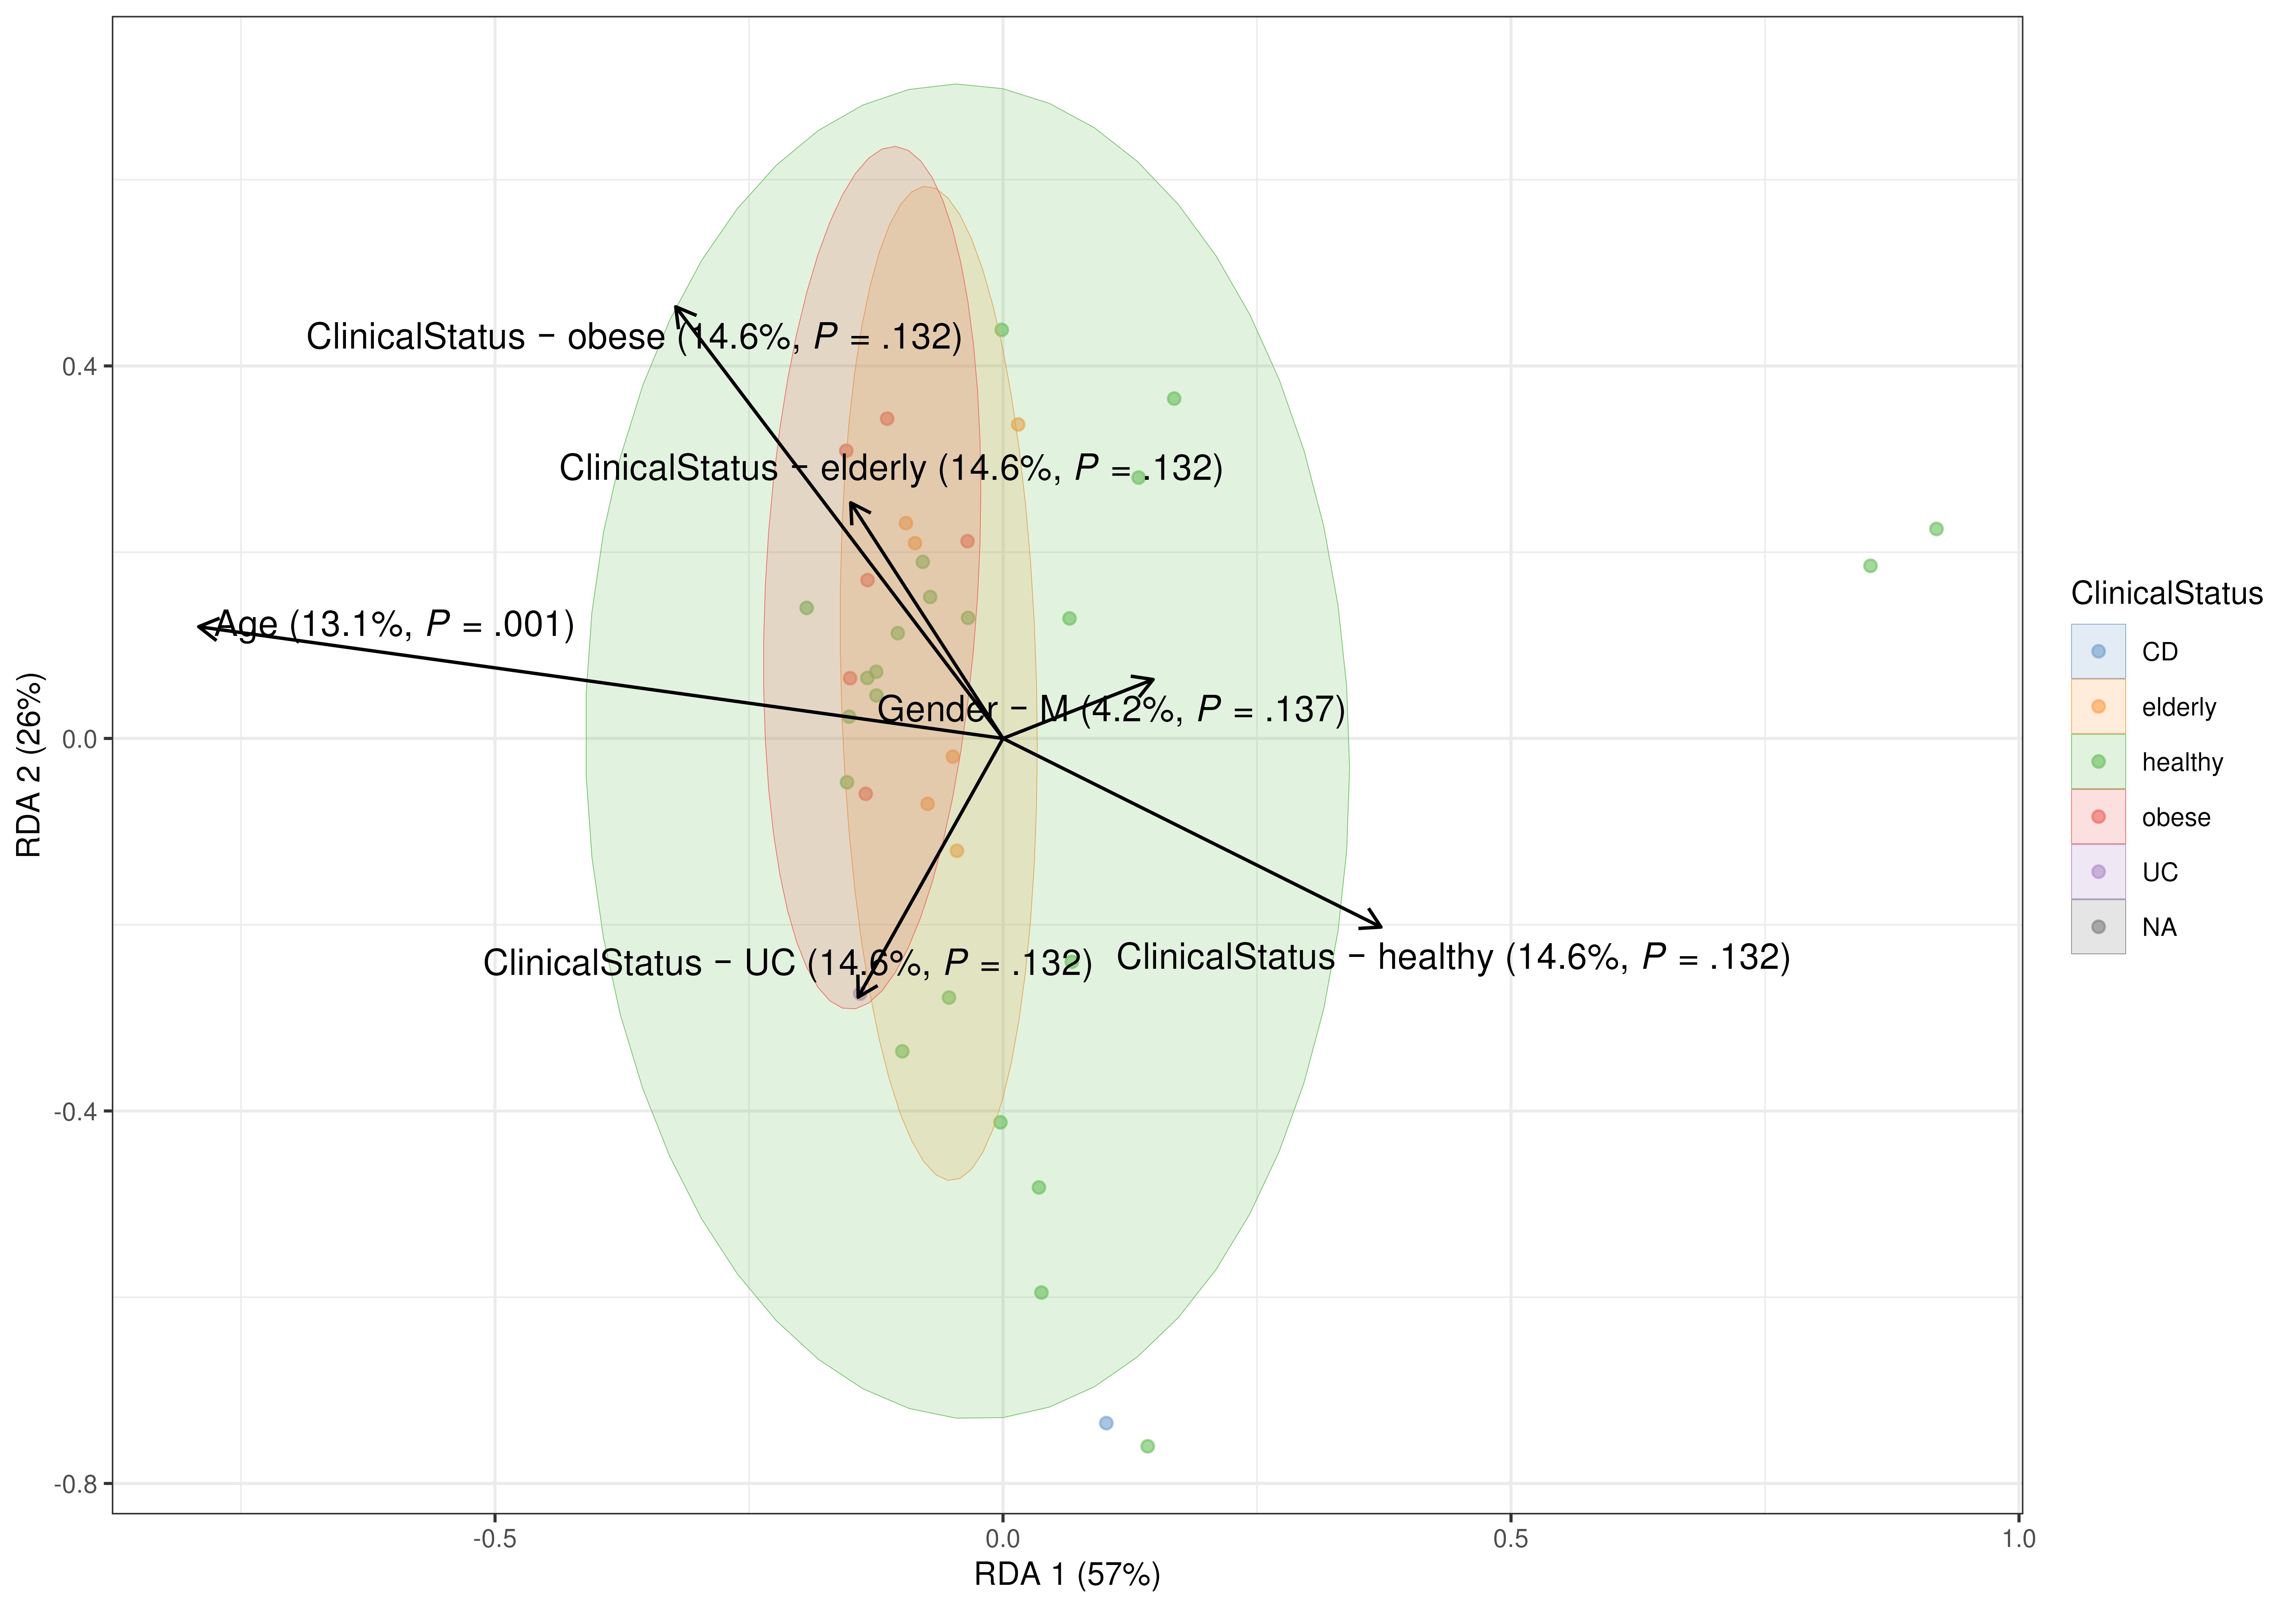 ClinicalStatus − obese (14.6%, P = .132)
0.4
ClinicalStatus − elderly (14.6%, P = .132)
ClinicalStatus
Age (13.1%, P = .001)
CD
elderly
Gender − M (4.2%, P = .137)
RDA 2 (26%)
0.0
healthy
obese
UC
NA
ClinicalStatus − UC (14.6%, P = .132)
ClinicalStatus − healthy (14.6%, P = .132)
-0.4
-0.8
-0.5
0.0
0.5
1.0
RDA 1 (57%)